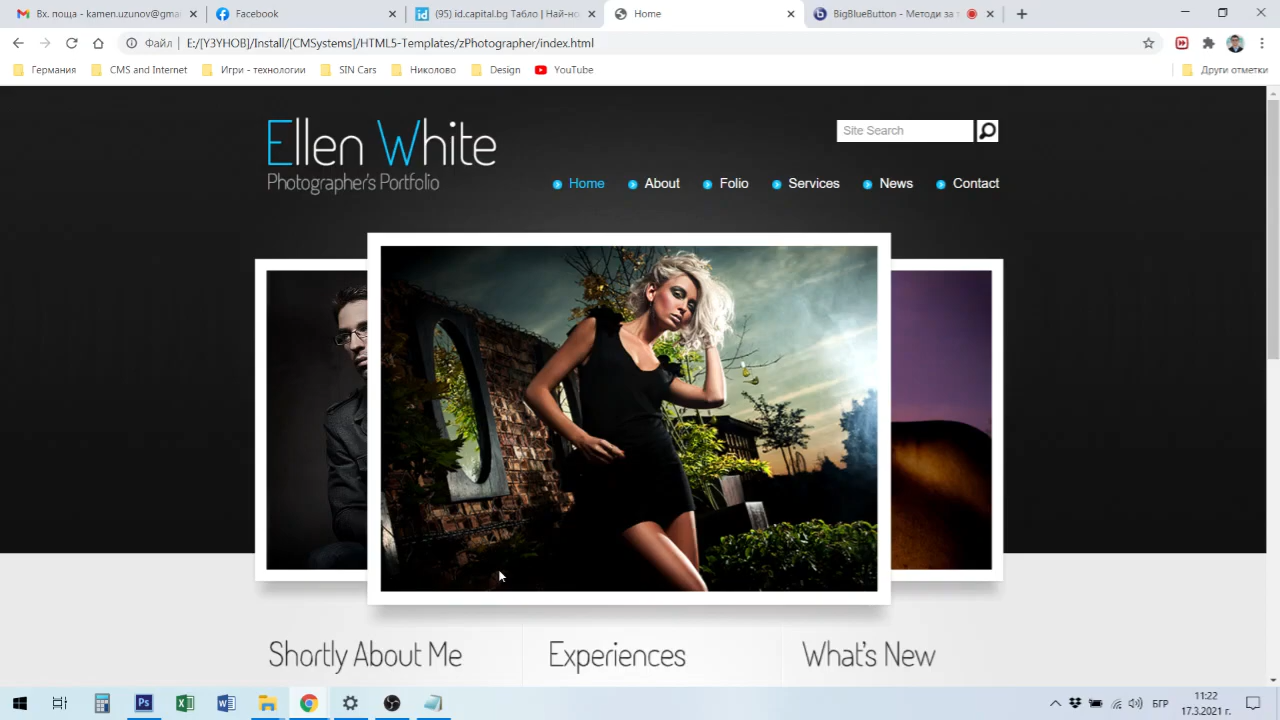 Вх. поща - kamen.uzunov@gmai
Facebook
(95) id.capital.bg Табло | Най-но
Home
BigBlueButton - Методи за т
Файл
E:/[Y3YHOB]/Install/[CMSystems]/HTML5-Templates/zPhotographer/index.html
Германия
CMS and Internet
Игри - технологии
SIN Cars
Николово
Design
YouTube
Други отметки
Ellen White
Photographer's Portfolio
Site Search
Home
About
Folio
Services
News
Contact
Shortly About Me
Experiences
What's New
БГР
11:22
17.3.2021 г.